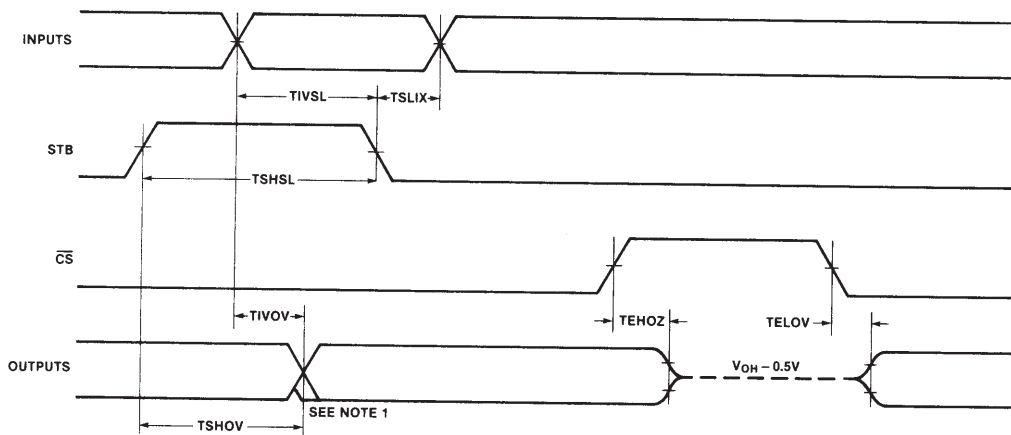 INPUTS
TIVSL
TSLIX
STB
TSHSL
CS
TIVOV
TEHOZ
TELOV
OUTPUTS
VOH – 0.5V
SEE NOTE 1
TSHOV